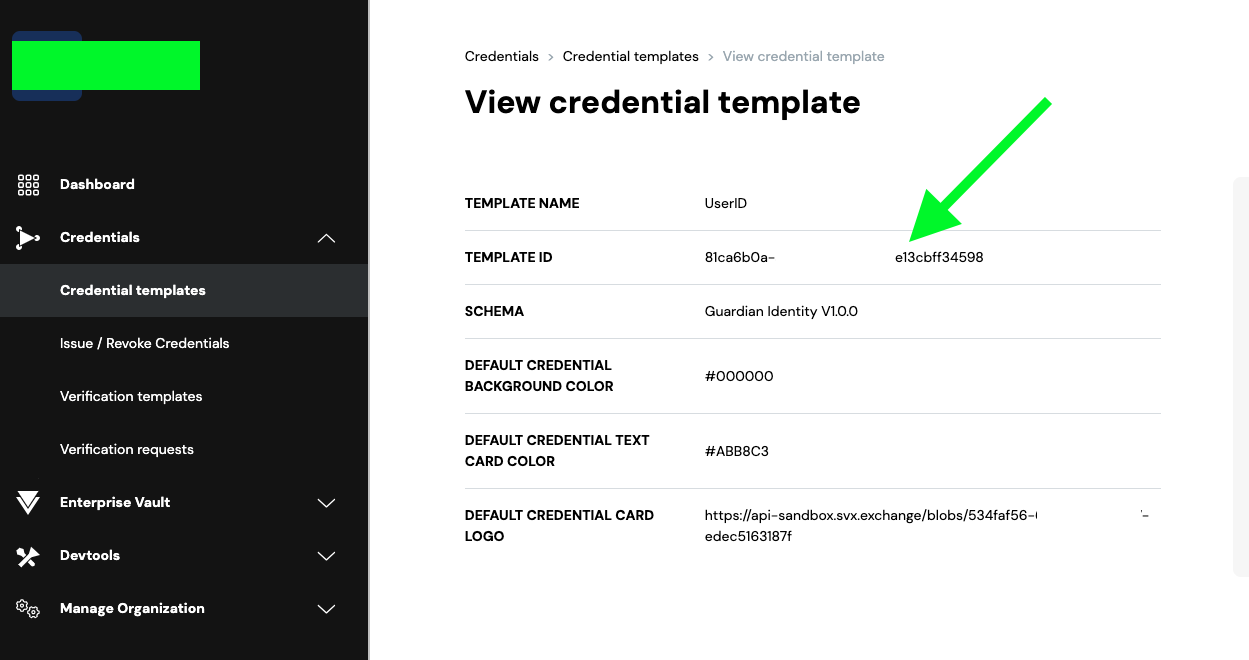 Credentials > Credential templates > View credential template
View credential template
Dashboard
Credentials
Credential templates
Issue / Revoke Credentials
Verification templates
Verification requests
Enterprise Vault
Devtools
Manage Organization
TEMPLATE NAME UserID
TEMPLATE ID 81ca6b0a- e13cbff34598
SCHEMA Guardian Identity V1.0.0
DEFAULT CREDENTIAL
BACKGROUND COLOR
#000000
DEFAULT CREDENTIAL TEXT
CARD COLOR
#ABB8C3
DEFAULT CREDENTIAL CARD
LOGO
https://api-sandbox.svx.exchange/blobs/534faf56- -
edec5163187f